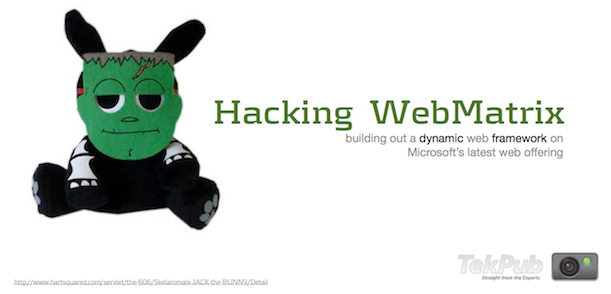 Hacking WebMatrix
building out a dynamic web framework on
Microsoft's latest web offering
TekPub
Straight from the Experts
http://www.hartsquared.com/servlet/the-606/Skelanimals-JACK-the-BUNNY/Detail